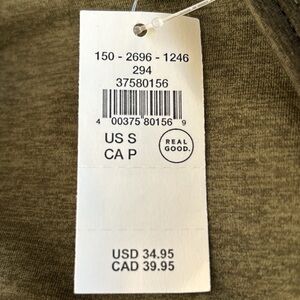 150 - 2696 - 1246
294
37580156
4 00375 80156 9
US S
CA P
REAL
GOOD.
USD 34.95
CAD 39.95